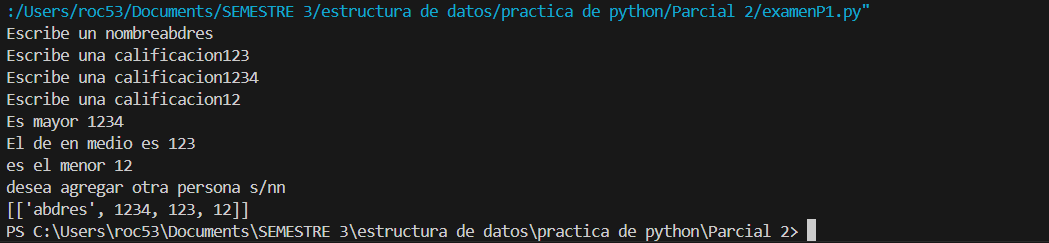 :/Users/roc53/Documents/SEMESTRE 3/estructura de datos/practica de python/Parcial 2/examenP1.py"
Escribe un nombreabdres
Escribe una calificacion123
Escribe una calificacion1234
Escribe una calificacion12
Es mayor 1234
El de en medio es 123
es el menor 12
desea agregar otra persona s/nn
[['abdres', 1234, 123, 12]]
PS C:\Users\roc53\Documents\SEMESTRE 3\estructura de datos\practica de python\Parcial 2>